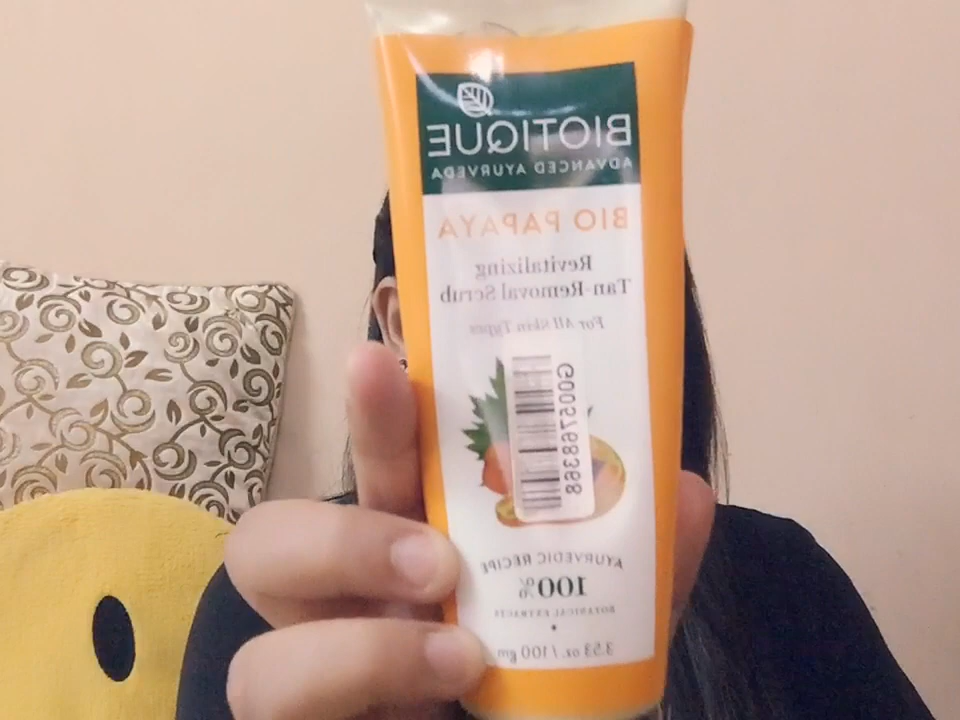 BIOTIQUE
ADVANCED AYURVEDA
BIO PAPAYA
Revitalizing
Tan-Removal Scrub
For All Skin Types
G005768368
AYURVEDIC RECIPE
100%
BOTANICAL EXTRACTS
3.53 oz. / 100 gm